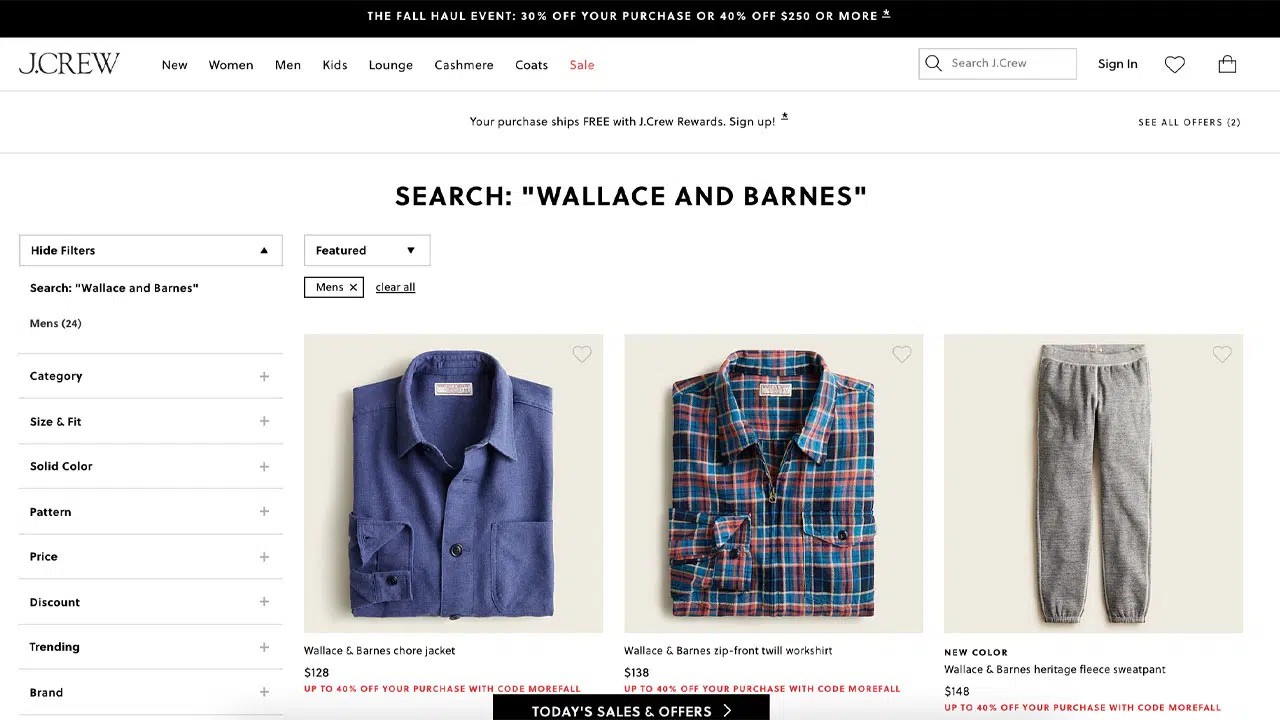 THE FALL HAUL EVENT: 30% OFF YOUR PURCHASE OR 40% OFF $250 OR MORE *
J.CREW New Women Men Kids Lounge Cashmere Coats Sale Search J.Crew Sign In
Your purchase ships FREE with J.Crew Rewards. Sign up! * SEE ALL OFFERS (2)
SEARCH: "WALLACE AND BARNES"
Hide Filters
Featured
Search: "Wallace and Barnes"
Mens (24)
Category
Size & Fit
Solid Color
Pattern
Price
Discount
Trending
Brand
Mens
clear all
Wallace & Barnes chore jacket
$128
UP TO 40% OFF YOUR PURCHASE WITH CODE MOREFALL
Wallace & Barnes zip-front twill workshirt
$138
UP TO 40% OFF YOUR PURCHASE WITH CODE MOREFALL
NEW COLOR
Wallace & Barnes heritage fleece sweatpant
$148
UP TO 40% OFF YOUR PURCHASE WITH CODE MOREFALL
TODAY'S SALES & OFFERS